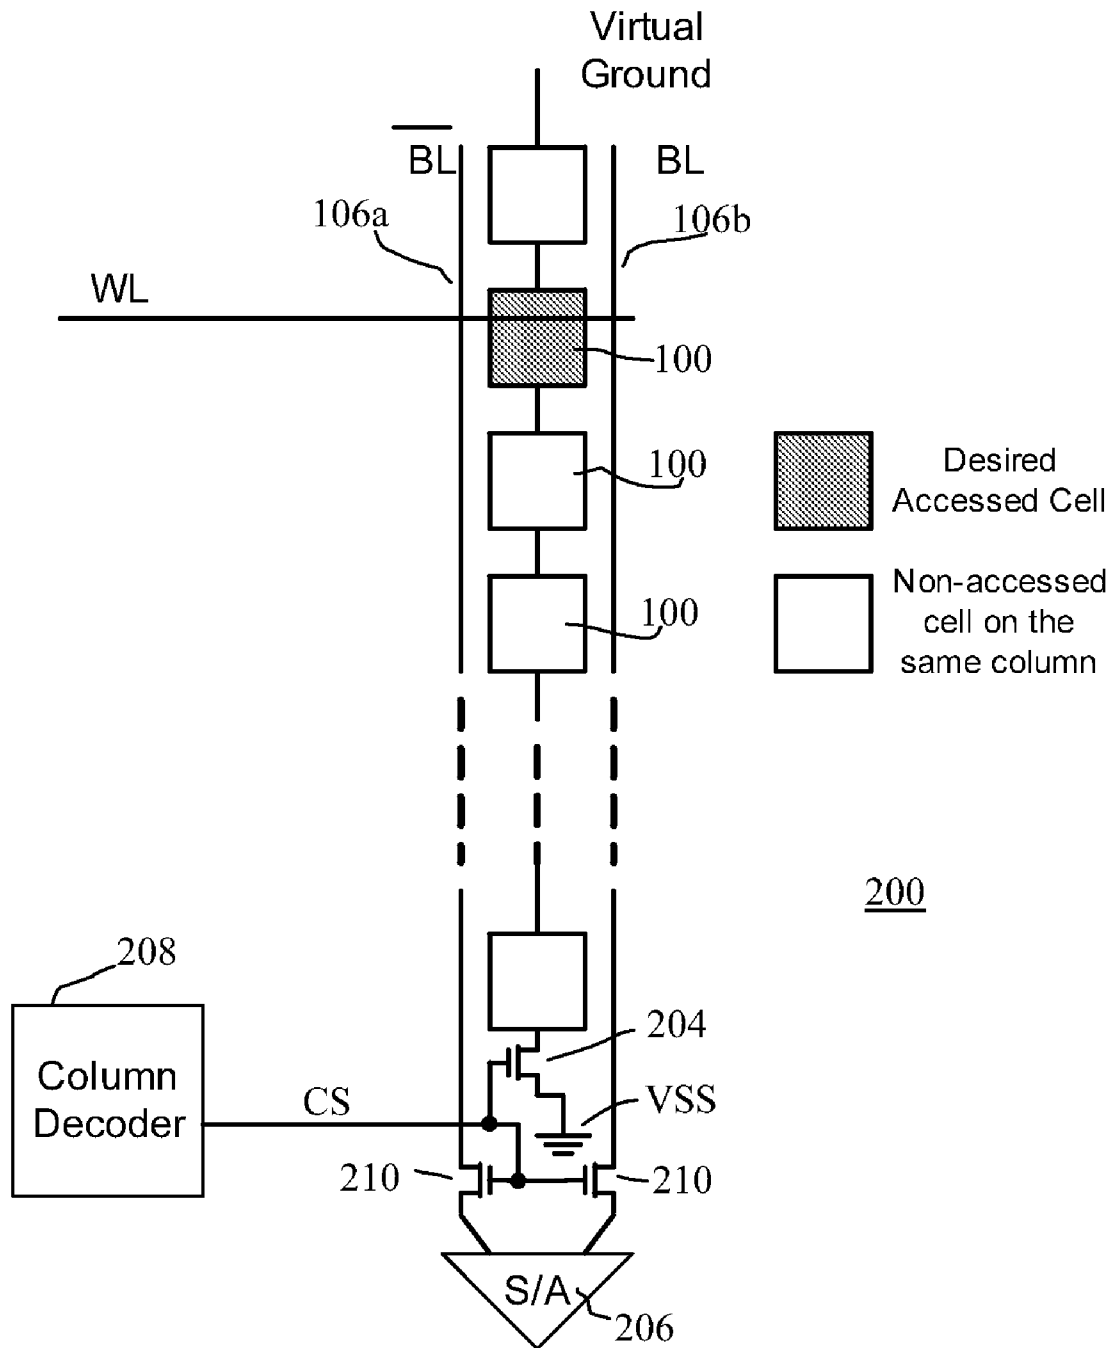 Virtual
Ground
BL
BL
106a
106b
WL
100
100
Desired
Accessed Cell
100
Non-accessed
cell on the
same column
200
208
204
Column
Decoder
CS
VSS
210
210
S/A
206